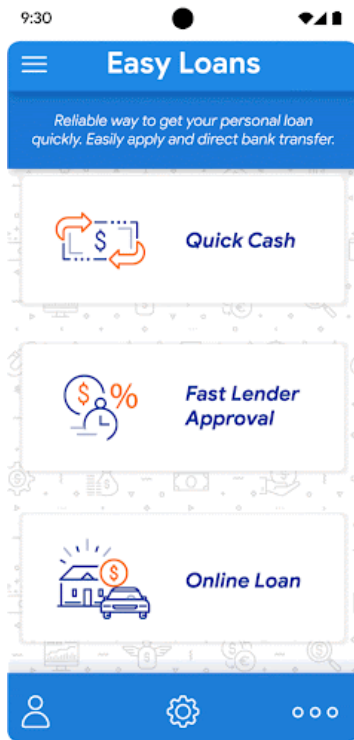 9:30
Easy Loans
Reliable way to get your personal loan
quickly. Easily apply and direct bank transfer.
Quick Cash
Fast Lender
Approval
Online Loan